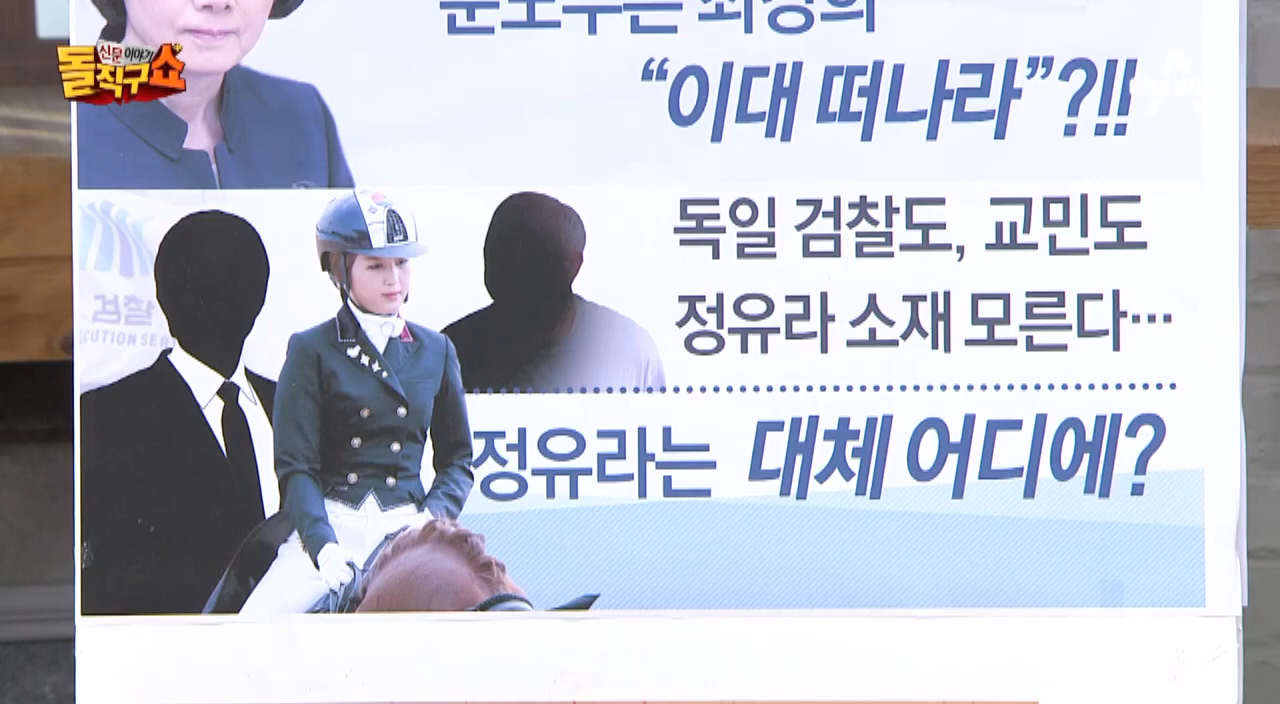 신문이야기
돌직구쇼+
“이대 떠나라”?!!
독일 검찰도, 교민도
정유라 소재 모른다…
검찰
ECUTION SER
정유라는 대체 어디에?